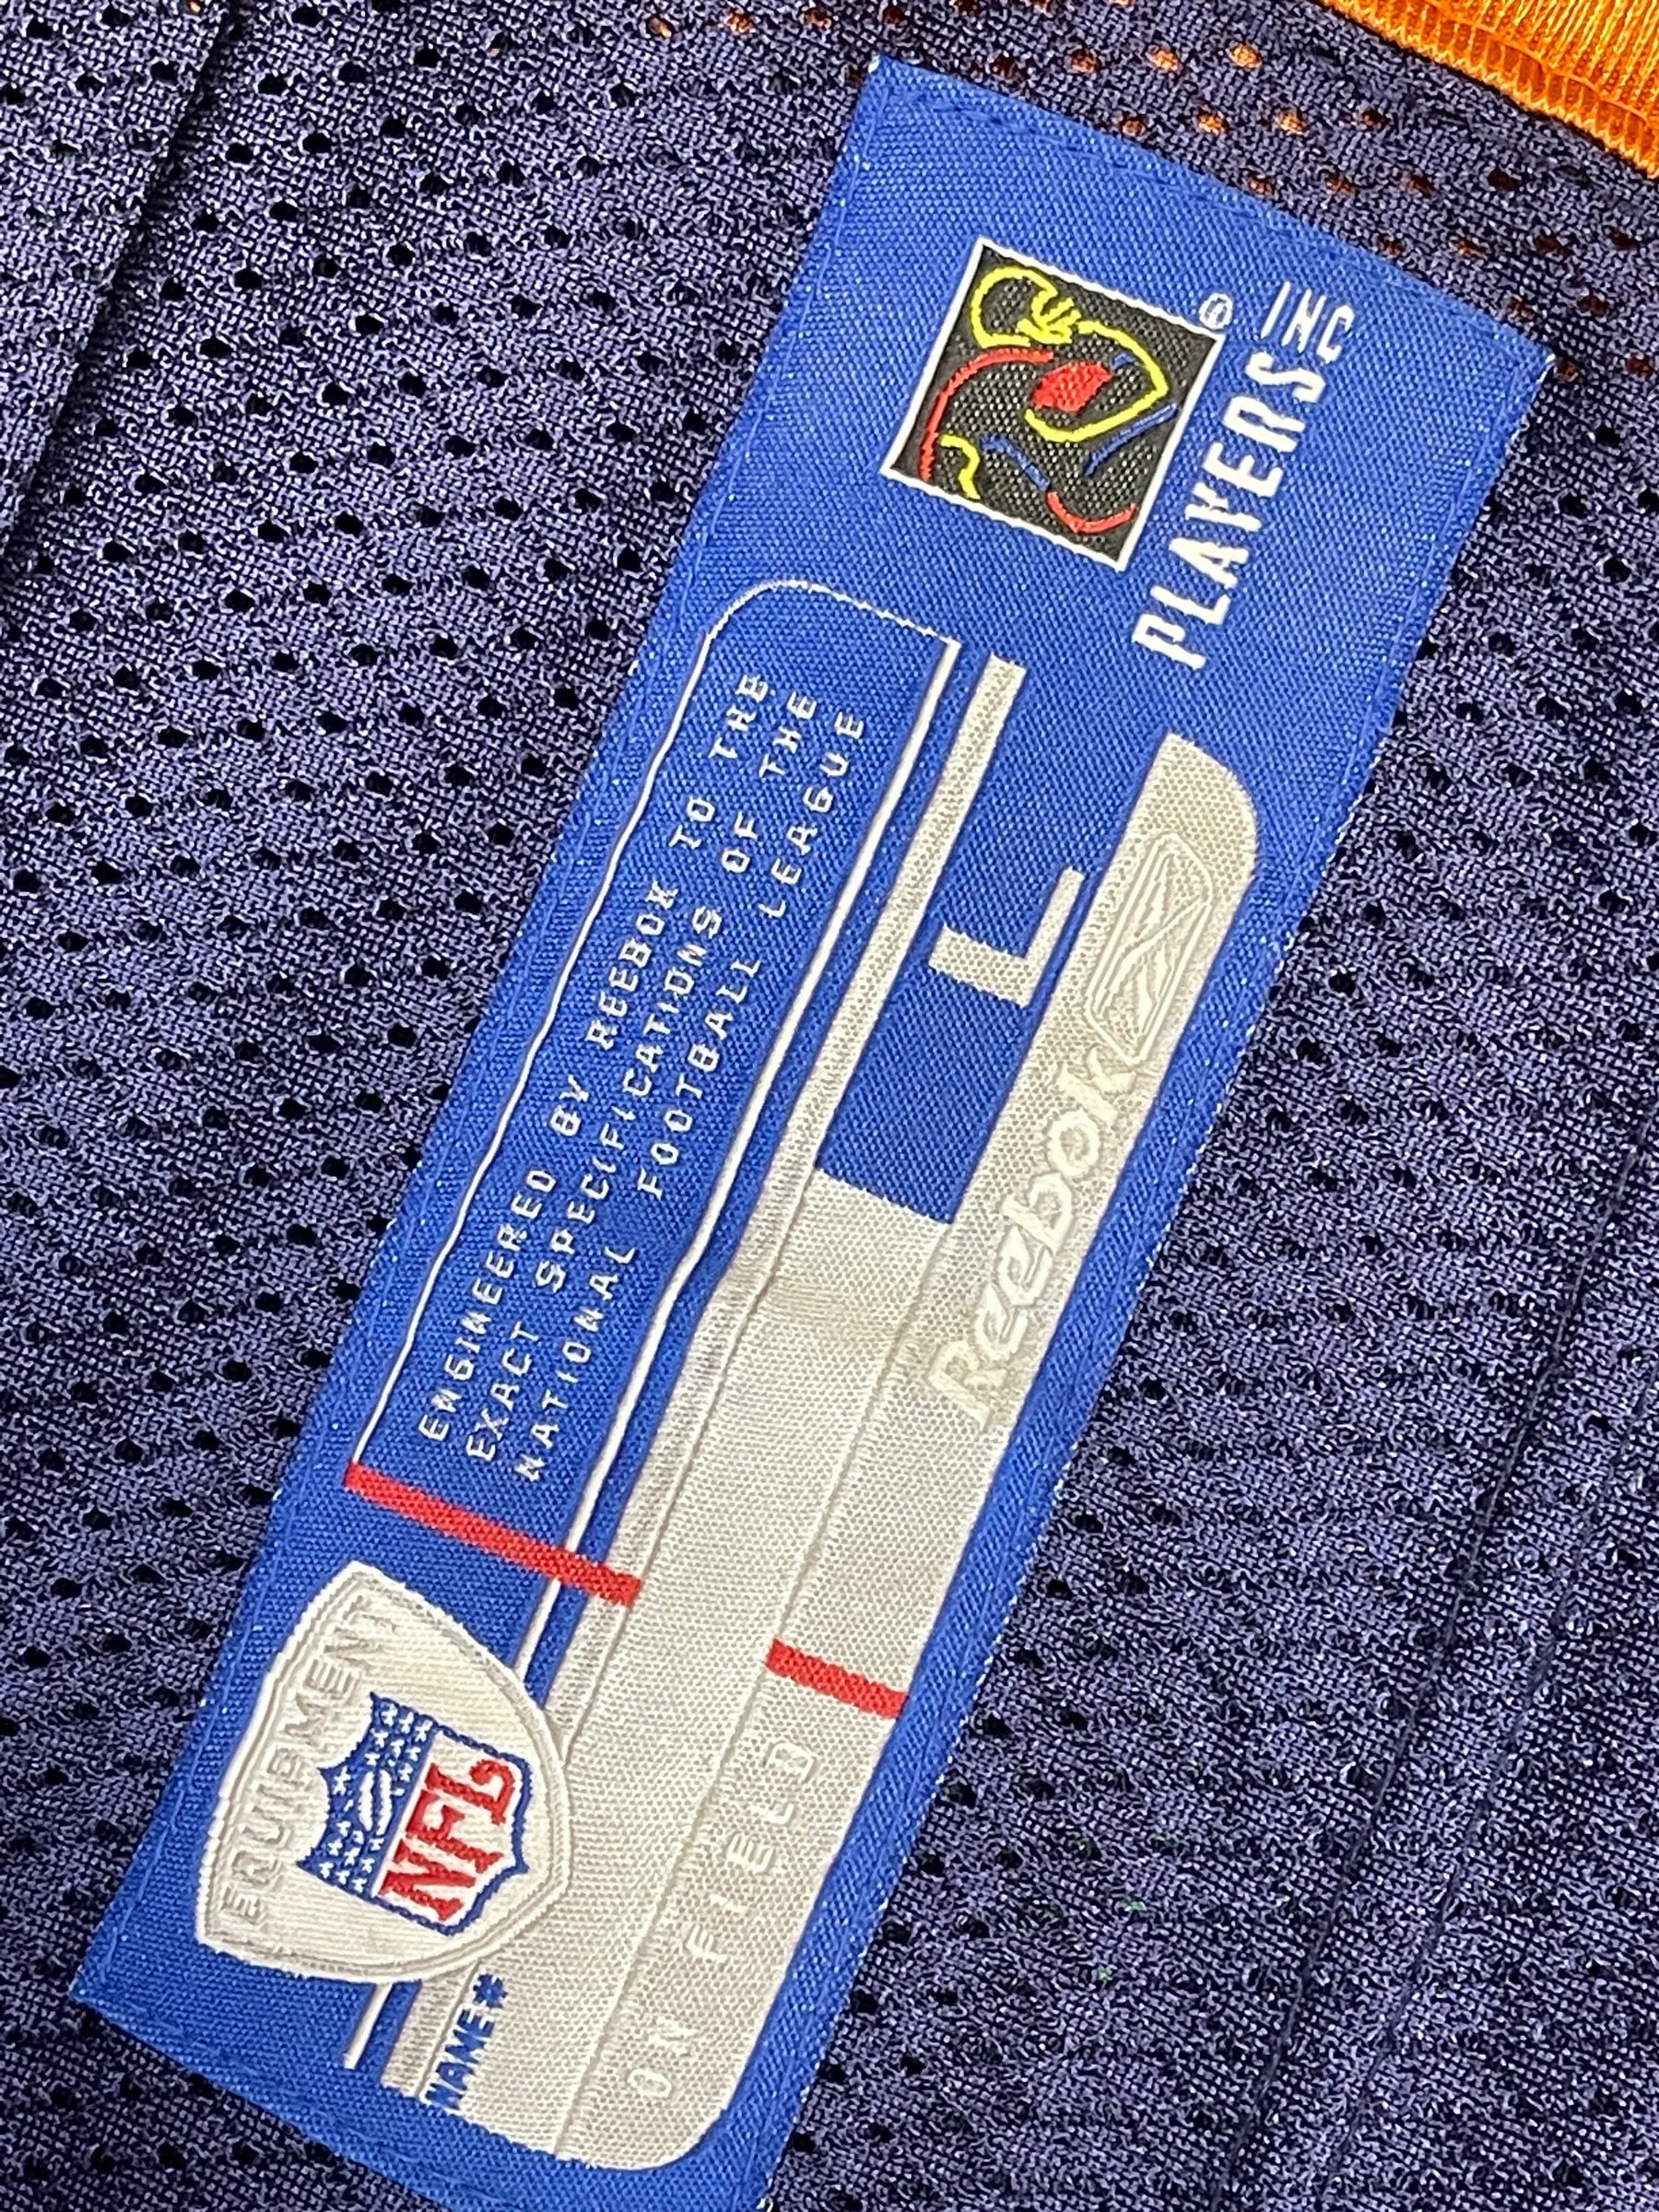 PLAYERS INC
®
L
Reebok
ENGINEERED BY REEBOK TO THE
EXACT SPECIFICATIONS OF THE
NATIONAL FOOTBALL LEAGUE
EQUIPMENT
NFL
ON FIELD